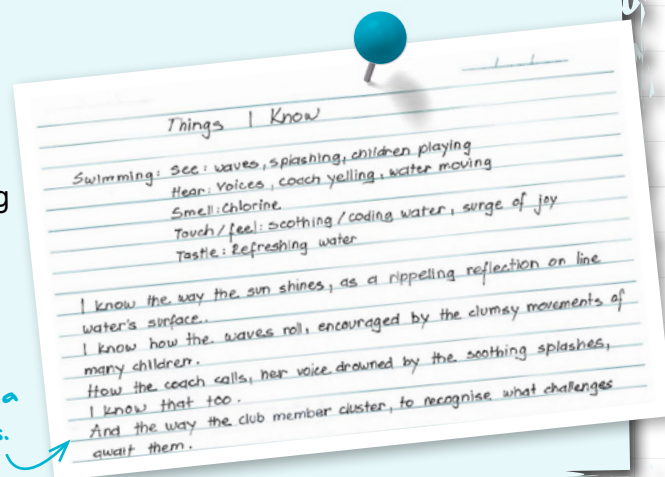 Things I Know
Swimming: See: waves, splashing, children playing
Hear: Voices, coach yelling, water moving
Smell: Chlorine
Touch/feel: Scothing/coding water, surge of joy
Tastle: Refreshing water
I know the way the sun shines, as a rippeling reflection on line
water's surface.
I know how the waves roll, encouraged by the clumsy movements of
many children.
How the coach calls, her voice drowned by the soothing splashes,
I know that too.
And the way the club member cluster, to recognise what challenges
await them.
g
a
s.